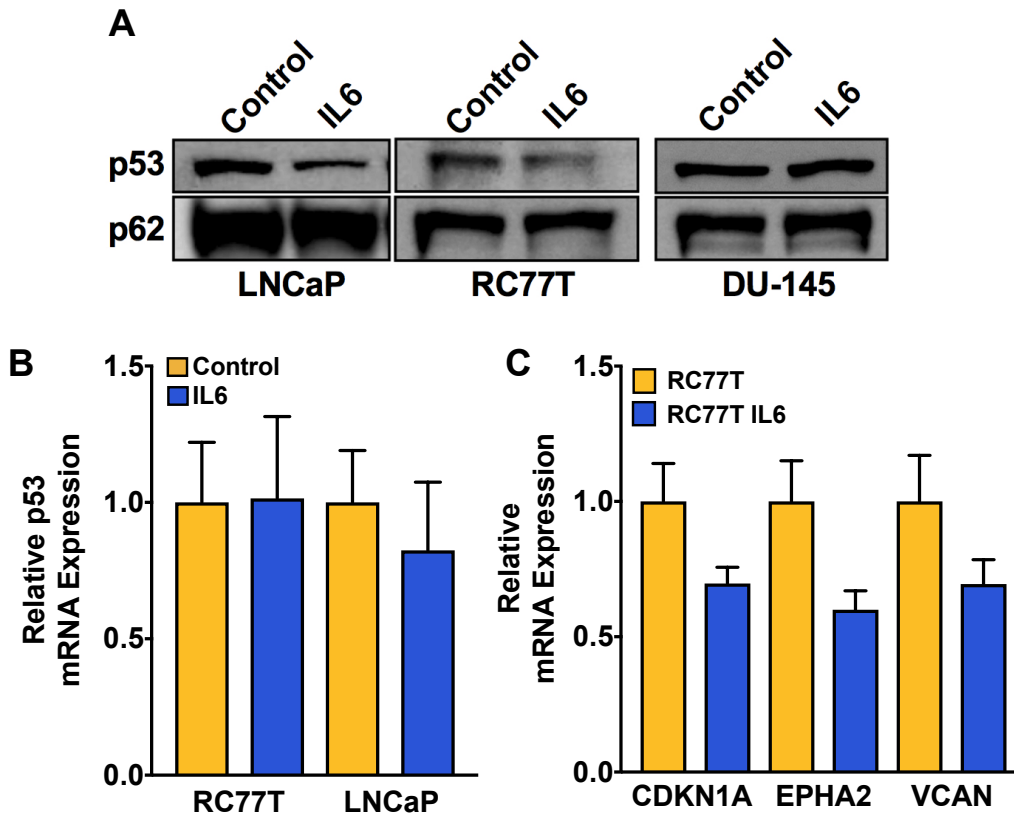 A
Control IL6 Control IL6 Control IL6
p53
p62
LNCaP RC77T DU-145
B
Relative p53
mRNA Expression
1.5
1.0
0.5
0.0
Control
IL6
RC77T LNCaP
C
Relative
mRNA Expression
1.5
1.0
0.5
0.0
RC77T
RC77T IL6
CDKN1A EPHA2 VCAN